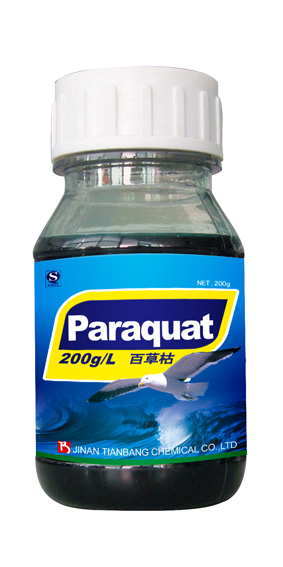 S
NET. 200g
Paraquat
200g/L 百草枯
JINAN TIANBANG CHEMICAL CO. LTD